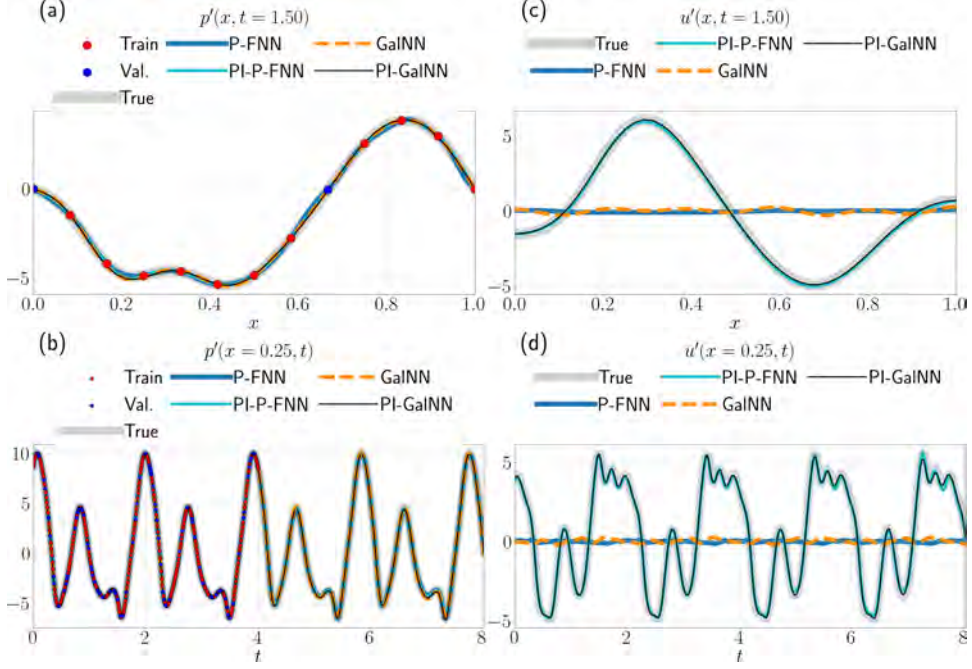 (a)
p′(x, t = 1.50)
Train P-FNN GalNN
Val. PI-P-FNN PI-GalNN
True
0
−5
0.0 0.2 0.4 0.6 0.8 1.0
x
(c)
u′(x, t = 1.50)
True PI-P-FNN PI-GalNN
P-FNN GalNN
5
0
−5
0.0 0.2 0.4 0.6 0.8 1.0
x
(b)
p′(x = 0.25, t)
Train P-FNN GalNN
Val. PI-P-FNN PI-GalNN
True
10
5
0
−5
0 2 4 6 8
t
(d)
u′(x = 0.25, t)
True PI-P-FNN PI-GalNN
P-FNN GalNN
5
0
−5
0 2 4 6 8
t